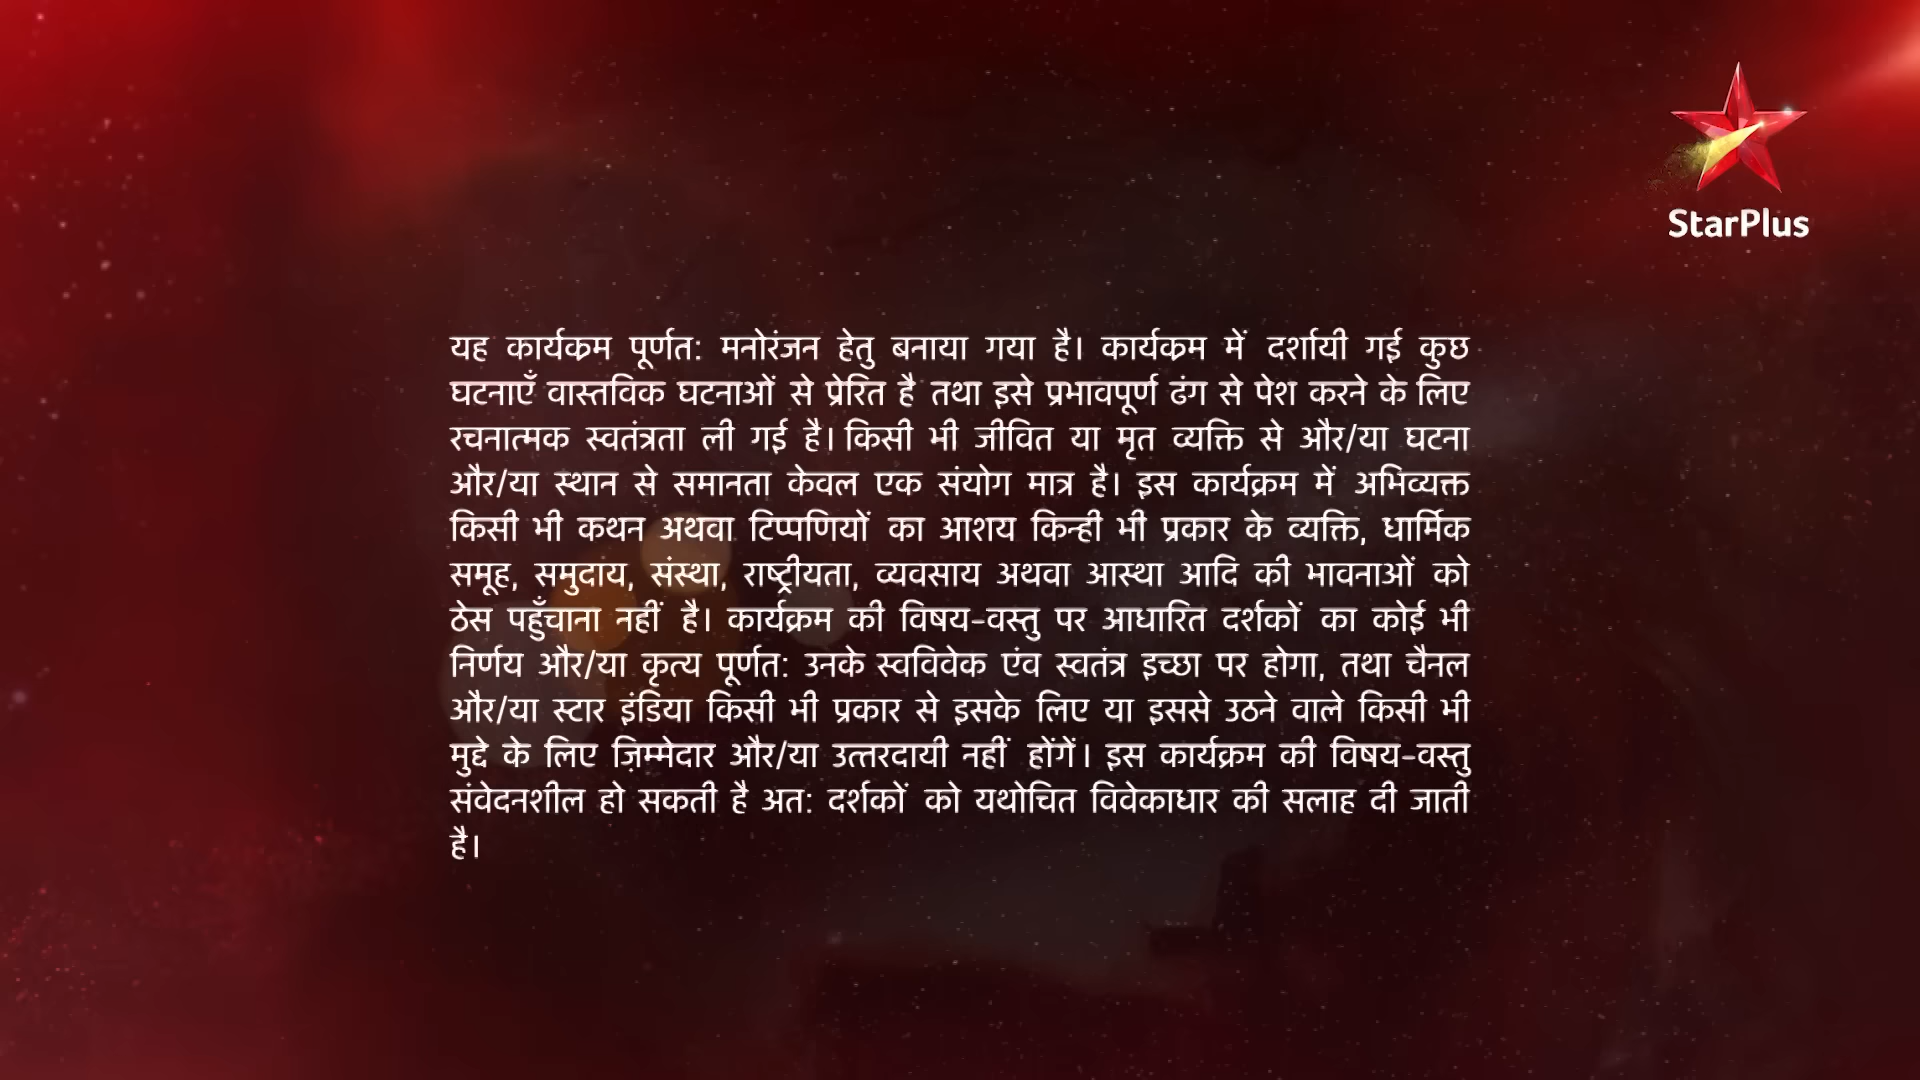 StarPlus
यह कार्यक्रम पूर्णत: मनोरंजन हेतु बनाया गया है। कार्यक्रम में दर्शायी गई कुछ
घटनाएँ वास्तविक घटनाओं से प्रेरित है तथा इसे प्रभावपूर्ण ढंग से पेश करने के लिए
रचनात्मक स्वतंत्रता ली गई है। किसी भी जीवित या मृत व्यक्ति से और/या घटना
और/या स्थान से समानता केवल एक संयोग मात्र है। इस कार्यक्रम में अभिव्यक्त
किसी भी कथन अथवा टिप्पणियों का आशय किन्ही भी प्रकार के व्यक्ति, धार्मिक
समूह, समुदाय, संस्था, राष्ट्रीयता, व्यवसाय अथवा आस्था आदि की भावनाओं को
ठेस पहुँचाना नहीं है। कार्यक्रम की विषय-वस्तु पर आधारित दर्शकों का कोई भी
निर्णय और/या कृत्य पूर्णत: उनके स्वविवेक एंव स्वतंत्र इच्छा पर होगा, तथा चैनल
और/या स्टार इंडिया किसी भी प्रकार से इसके लिए या इससे उठने वाले किसी भी
मुद्दे के लिए ज़िम्मेदार और/या उत्तरदायी नहीं होंगें। इस कार्यक्रम की विषय-वस्तु
संवेदनशील हो सकती है अत: दर्शकों को यथोचित विवेकाधार की सलाह दी जाती
है।